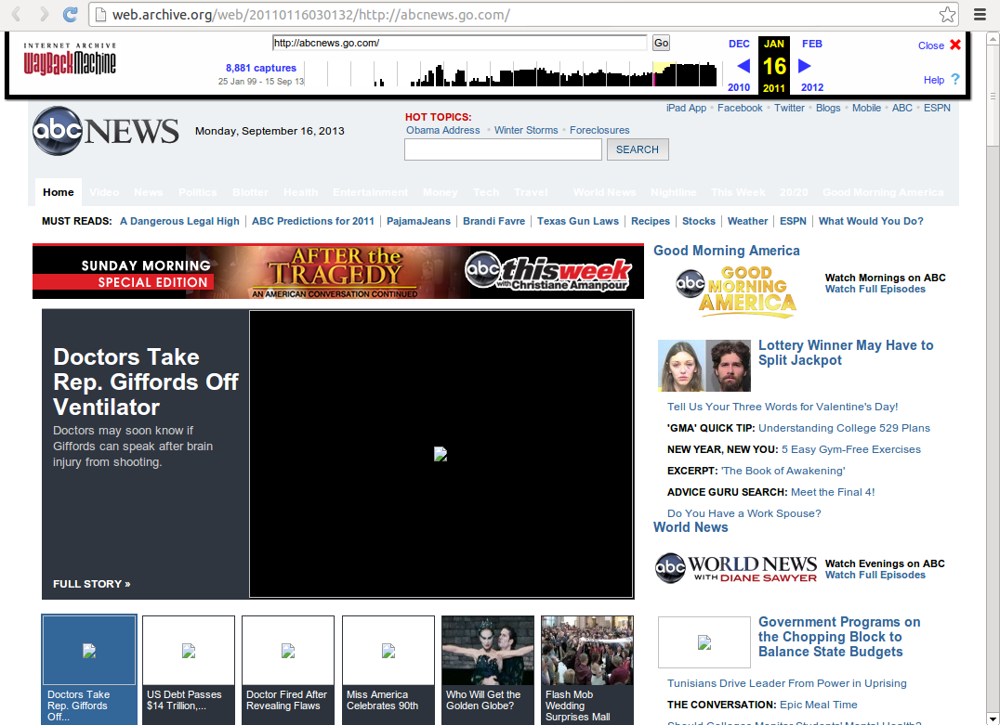 web.archive.org/web/20110116030132/http://abcnews.go.com/
INTERNET ARCHIVE
WayBackMachine
http://abcnews.go.com/
Go
8,881 captures
25 Jan 99 - 15 Sep 13
DEC
JAN
FEB
16
2010
2011
2012
Close
Help ?
iPad App • Facebook • Twitter • Blogs • Mobile • ABC • ESPN
abc NEWS
Monday, September 16, 2013
HOT TOPICS:
Obama Address • Winter Storms • Foreclosures
SEARCH
Home Video News Politics Blotter Health Entertainment Money Tech Travel World News Nightline This Week 20/20 Good Morning America
MUST READS: A Dangerous Legal High | ABC Predictions for 2011 | PajamaJeans | Brandi Favre | Texas Gun Laws | Recipes | Stocks | Weather | ESPN | What Would You Do?
SUNDAY MORNING
SPECIAL EDITION
AFTER the
TRAGEDY
AN AMERICAN CONVERSATION CONTINUED
abc thisweek
with Christiane Amanpour
Doctors Take
Rep. Giffords Off
Ventilator
Doctors may soon know if
Giffords can speak after brain
injury from shooting.
FULL STORY »
Doctors Take
Rep. Giffords
Off...
US Debt Passes
$14 Trillion,...
Doctor Fired After
Revealing Flaws
Miss America
Celebrates 90th
Who Will Get the
Golden Globe?
Flash Mob
Wedding
Surprises Mall
Good Morning America
abc GOOD
MORNING
AMERICA
Watch Mornings on ABC
Watch Full Episodes
Lottery Winner May Have to
Split Jackpot
Tell Us Your Three Words for Valentine's Day!
'GMA' QUICK TIP: Understanding College 529 Plans
NEW YEAR, NEW YOU: 5 Easy Gym-Free Exercises
EXCERPT: 'The Book of Awakening'
ADVICE GURU SEARCH: Meet the Final 4!
Do You Have a Work Spouse?
World News
abc WORLD NEWS
WITH DIANE SAWYER
Watch Evenings on ABC
Watch Full Episodes
Government Programs on
the Chopping Block to
Balance State Budgets
Tunisians Drive Leader From Power in Uprising
THE CONVERSATION: Epic Meal Time
Should Colleges Monitor Students' Mental Health?